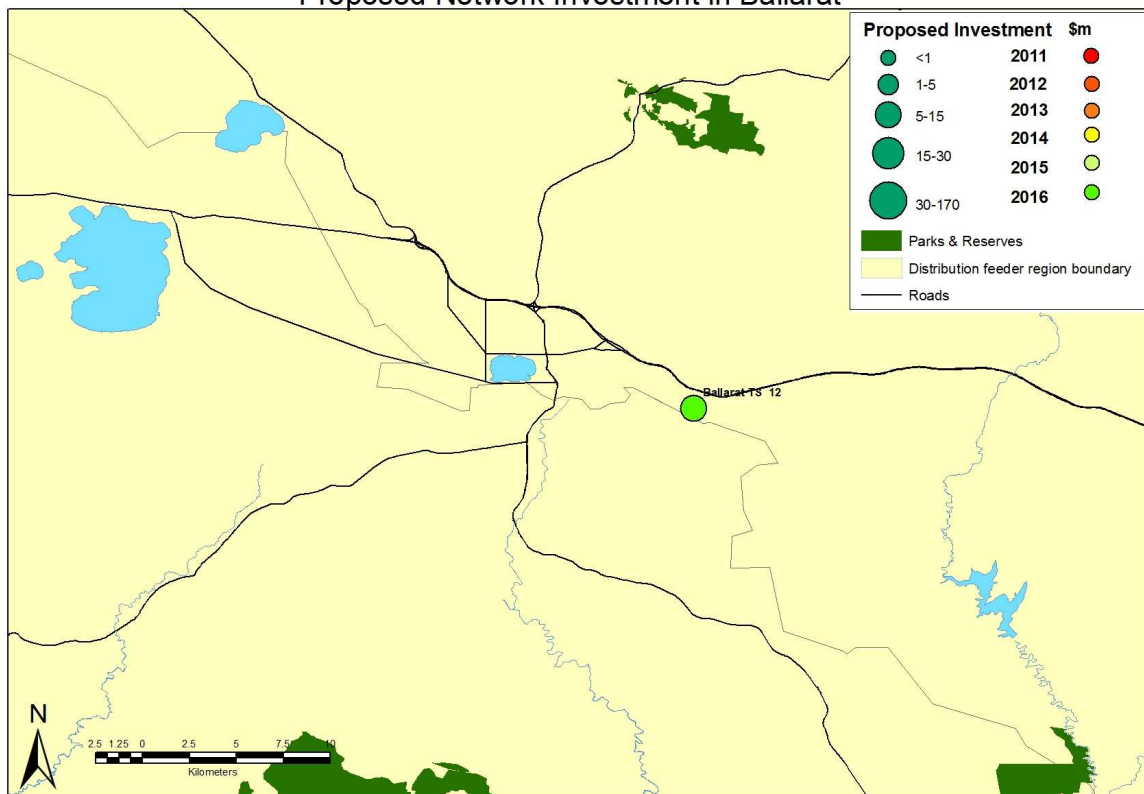 Proposed Network Investment in Ballarat
Proposed Investment $m
<1 2011
1-5 2012
5-15 2013
2014
15-30
2015
30-170 2016
Parks & Reserves
Distribution feeder region boundary
Roads
Ballarat TS 12
N
2.5 1.25 0 2.5 5 7.5 10
Kilometers